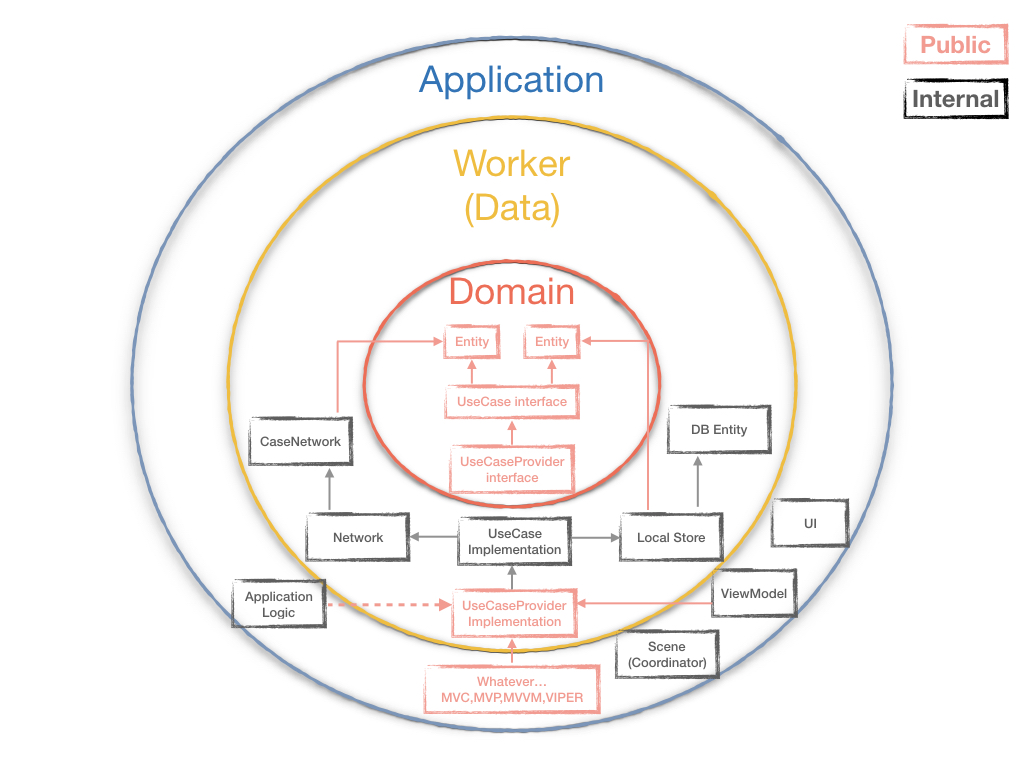 Public
Application
Internal
Worker
(Data)
Domain
Entity
Entity
UseCase interface
CaseNetwork
DB Entity
UseCaseProvider
interface
UI
Network
UseCase
Implementation
Local Store
Application
Logic
UseCaseProvider
Implementation
ViewModel
Scene
(Coordinator)
Whatever…
MVC,MVP,MVVM,VIPER